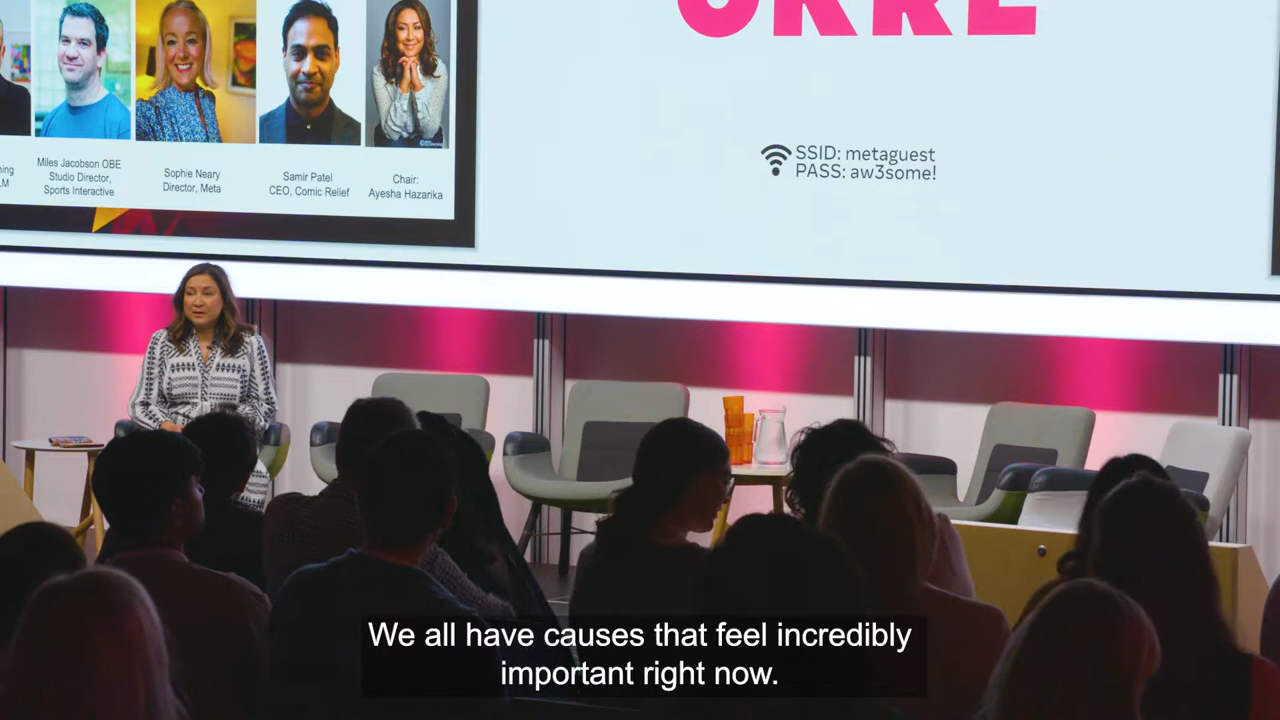 Miles Jacobson OBE
Studio Director,
Sports Interactive
Sophie Neary
Director, Meta
Samir Patel
CEO, Comic Relief
Chair:
Ayesha Hazarika
SSID: metaguest
PASS: aw3some!
We all have causes that feel incredibly
important right now.